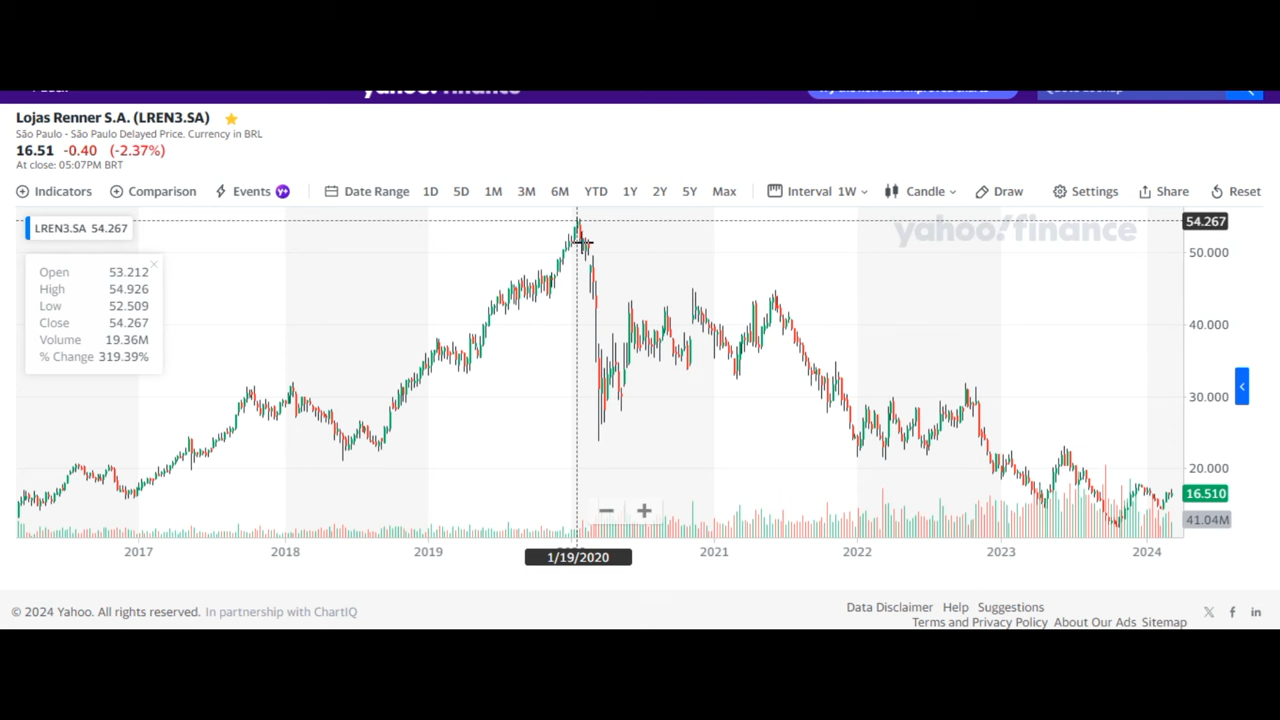 yahoo! finance
Lojas Renner S.A. (LREN3.SA)
São Paulo - São Paulo Delayed Price. Currency in BRL
16.51 -0.40 (-2.37%)
At close: 05:07PM BRT
Indicators Comparison Events Y+ Date Range 1D 5D 1M 3M 6M YTD 1Y 2Y 5Y Max Interval 1W Candle Draw Settings Share Reset
LREN3.SA 54.267
54.267
yahoo!finance
50.000
Open 53.212
High 54.926
Low 52.509
Close 54.267
Volume 19.36M
% Change 319.39%
40.000
30.000
20.000
16.510
41.04M
2017 2018 2019 2021 2022 2023 2024
1/19/2020
© 2024 Yahoo. All rights reserved. In partnership with ChartIQ
Data Disclaimer Help Suggestions
Terms and Privacy Policy About Our Ads Sitemap